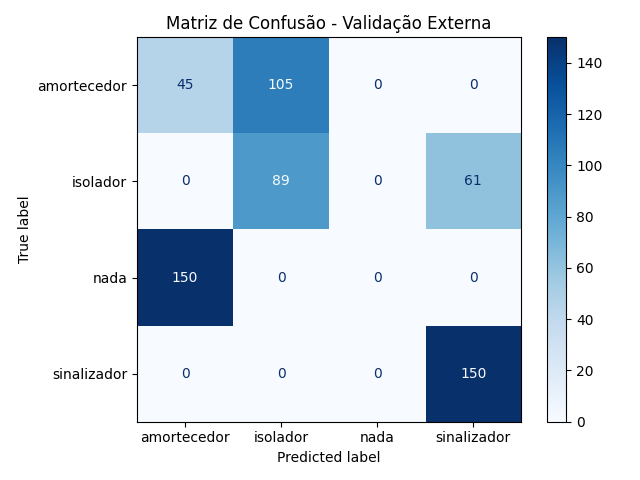 Matriz de Confusão - Validação Externa
amortecedor
45 105 0 0
isolador
0 89 0 61
nada
150 0 0 0
sinalizador
0 0 0 150
True label
amortecedor isolador nada sinalizador
Predicted label
140
120
100
80
60
40
20
0